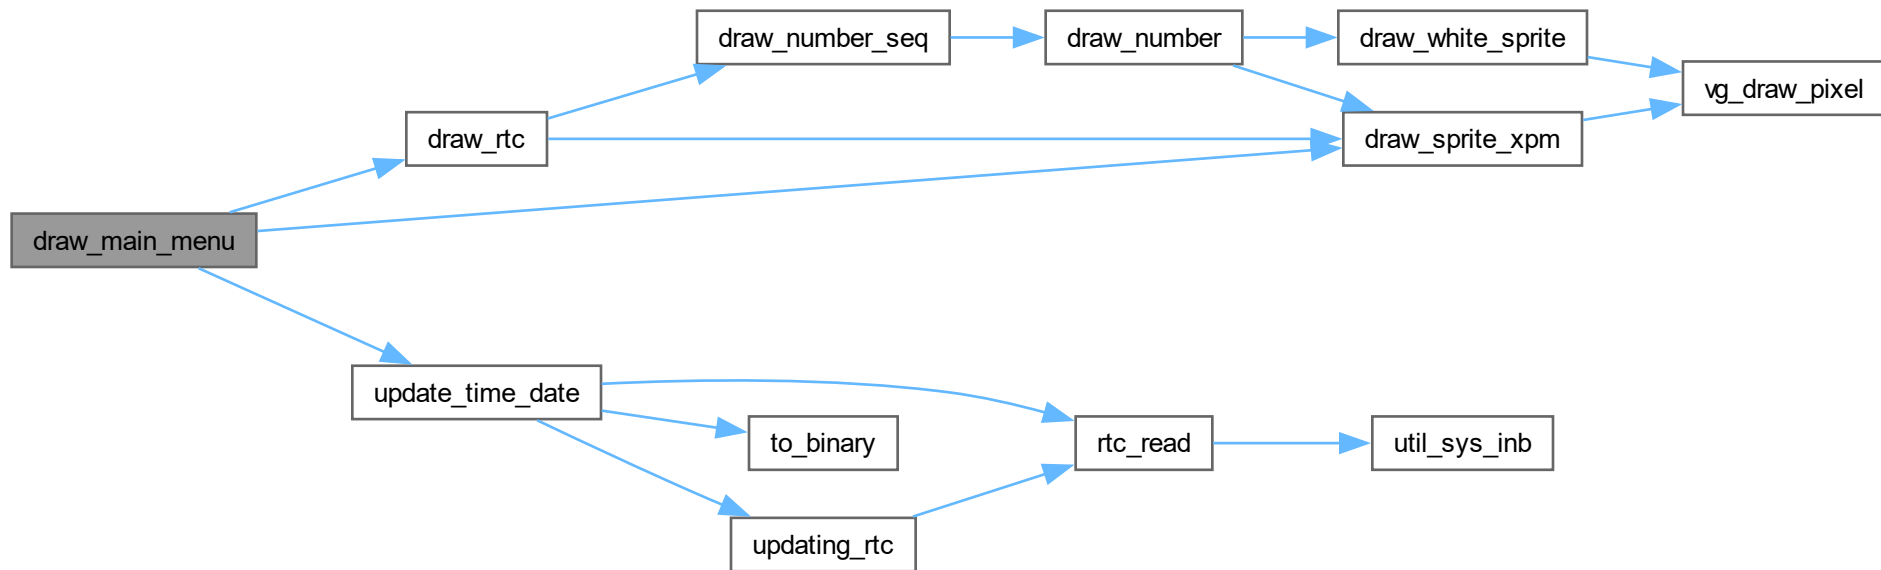 draw_number_seq
draw_number
draw_white_sprite
vg_draw_pixel
draw_rtc
draw_sprite_xpm
draw_main_menu
update_time_date
to_binary
rtc_read
util_sys_inb
updating_rtc